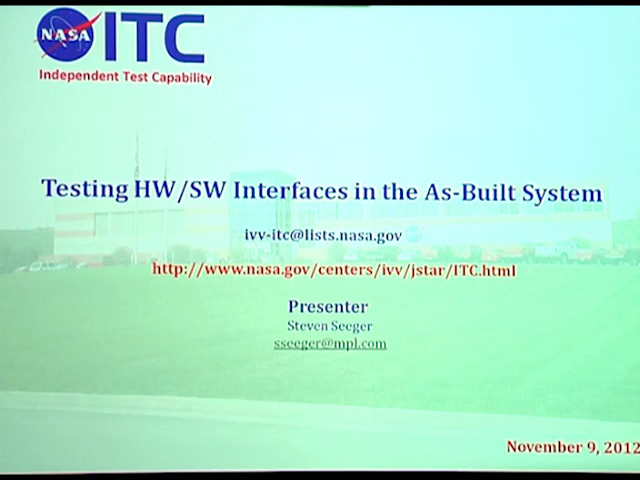 NASA ITC
Independent Test Capability
Testing HW/SW Interfaces in the As-Built System
ivv-itc@lists.nasa.gov
http://www.nasa.gov/centers/ivv/jstar/ITC.html
Presenter
Steven Seeger
sseeger@mpl.com
November 9, 2012